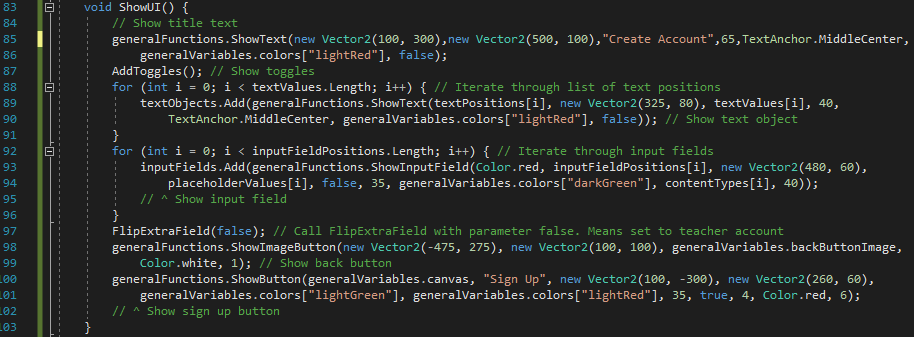 83 void ShowUI() {
84 // Show title text
85 generalFunctions.ShowText(new Vector2(100, 300),new Vector2(500, 100),"Create Account",65,TextAnchor.MiddleCenter,
86 generalVariables.colors["lightRed"], false);
87 AddToggles(); // Show toggles
88 for (int i = 0; i < textValues.Length; i++) { // Iterate through list of text positions
89 textObjects.Add(generalFunctions.ShowText(textPositions[i], new Vector2(325, 80), textValues[i], 40,
90 TextAnchor.MiddleCenter, generalVariables.colors["lightRed"], false)); // Show text object
91 }
92 for (int i = 0; i < inputFieldPositions.Length; i++) { // Iterate through input fields
93 inputFields.Add(generalFunctions.ShowInputField(Color.red, inputFieldPositions[i], new Vector2(480, 60),
94 placeholderValues[i], false, 35, generalVariables.colors["darkGreen"], contentTypes[i], 40));
95 // ^ Show input field
96 }
97 FlipExtraField(false); // Call FlipExtraField with parameter false. Means set to teacher account
98 generalFunctions.ShowImageButton(new Vector2(-475, 275), new Vector2(100, 100), generalVariables.backButtonImage,
99 Color.white, 1); // Show back button
100 generalFunctions.ShowButton(generalVariables.canvas, "Sign Up", new Vector2(100, -300), new Vector2(260, 60),
101 generalVariables.colors["lightGreen"], generalVariables.colors["lightRed"], 35, true, 4, Color.red, 6);
102 // ^ Show sign up button
103 }